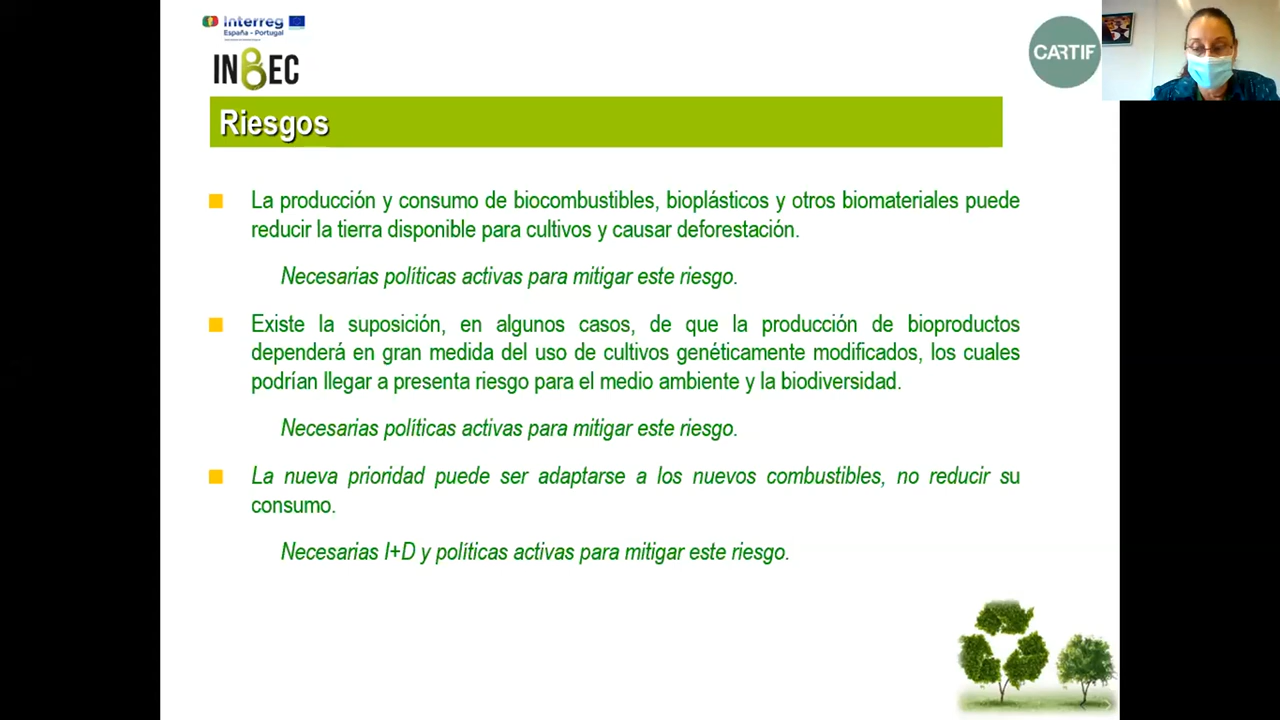 Interreg
España - Portugal
INBEC
CARTIF
Riesgos
La producción y consumo de biocombustibles, bioplásticos y otros biomateriales puede
reducir la tierra disponible para cultivos y causar deforestación.
Necesarias políticas activas para mitigar este riesgo.
Existe la suposición, en algunos casos, de que la producción de bioproductos
dependerá en gran medida del uso de cultivos genéticamente modificados, los cuales
podrían llegar a presenta riesgo para el medio ambiente y la biodiversidad.
Necesarias políticas activas para mitigar este riesgo.
La nueva prioridad puede ser adaptarse a los nuevos combustibles, no reducir su
consumo.
Necesarias I+D y políticas activas para mitigar este riesgo.